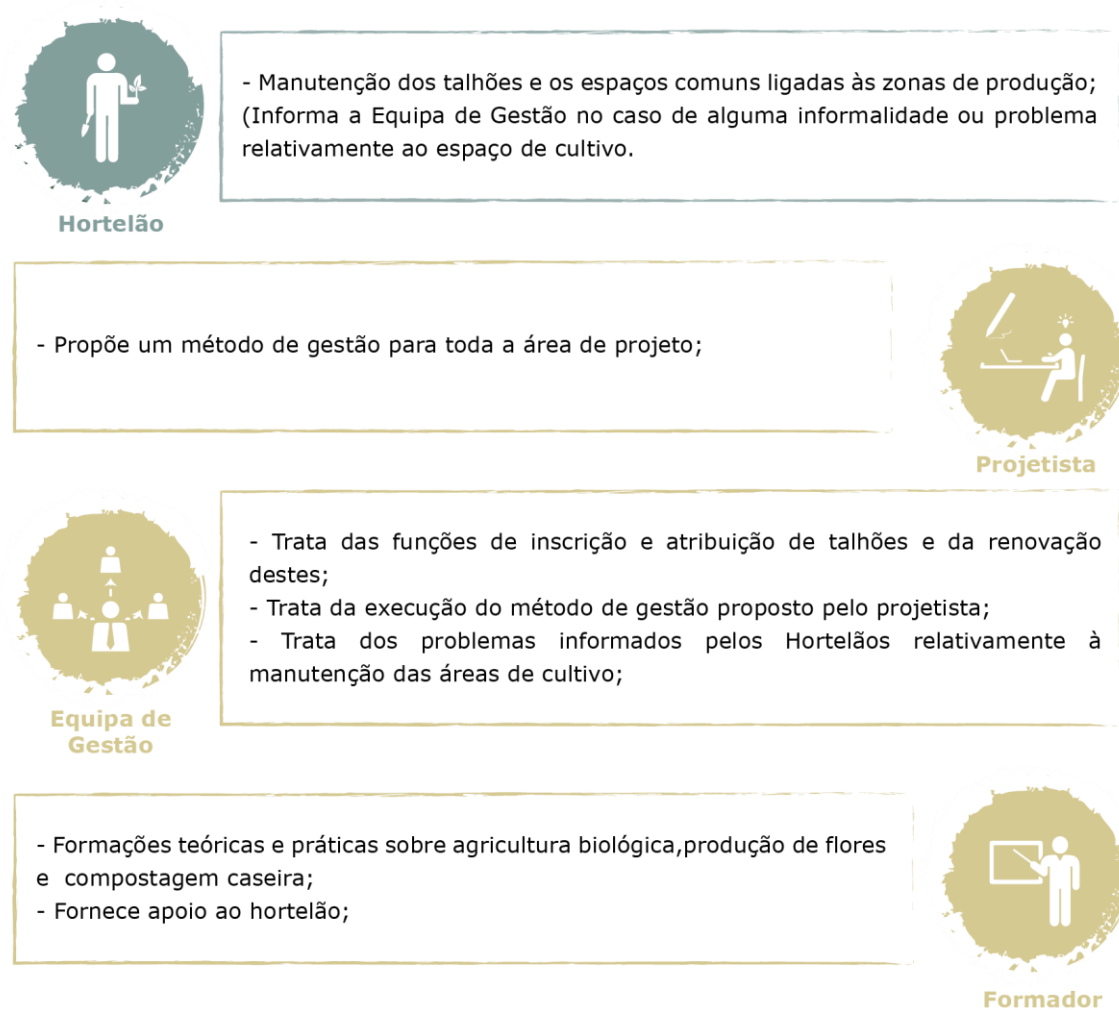 - Manutenção dos talhões e os espaços comuns ligadas às zonas de produção;
(Informa a Equipa de Gestão no caso de alguma informalidade ou problema
relativamente ao espaço de cultivo.
Hortelão
- Propõe um método de gestão para toda a área de projeto;
Projetista
- Trata das funções de inscrição e atribuição de talhões e da renovação
destes;
- Trata da execução do método de gestão proposto pelo projetista;
- Trata dos problemas informados pelos Hortelãos relativamente à
manutenção das áreas de cultivo;
Equipa de
Gestão
- Formações teóricas e práticas sobre agricultura biológica,produção de flores
e compostagem caseira;
- Fornece apoio ao hortelão;
Formador